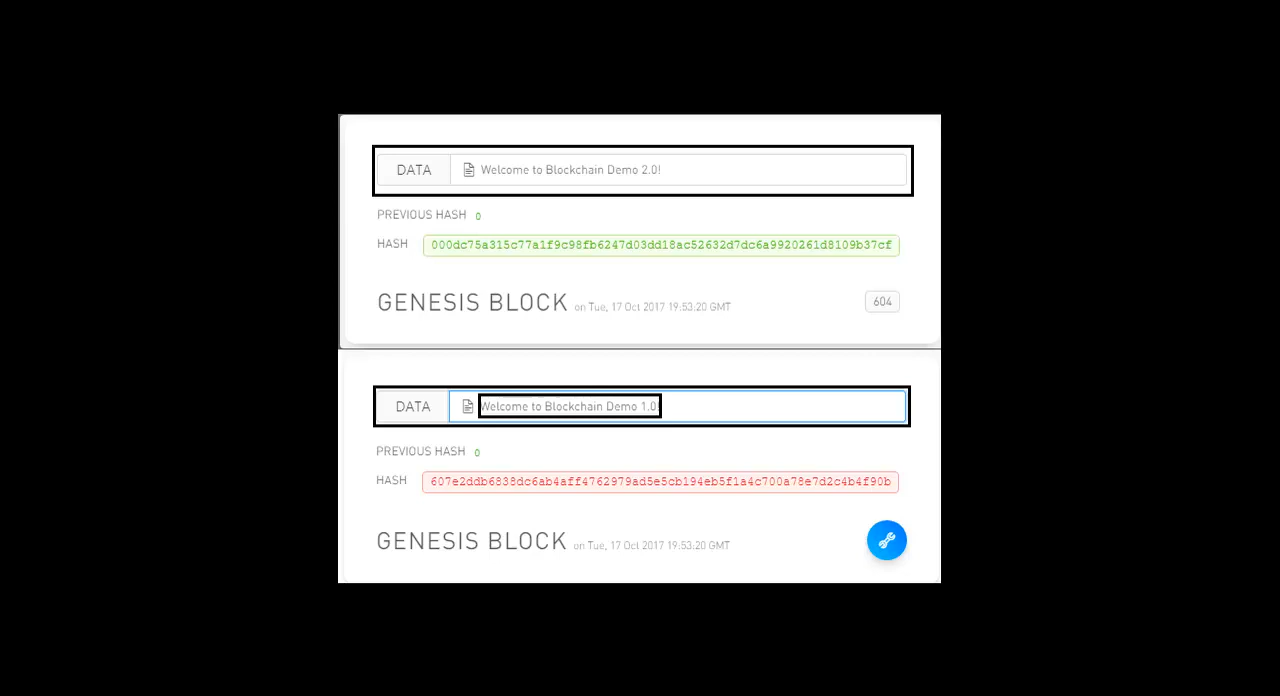 DATA Welcome to Blockchain Demo 2.0!
PREVIOUS HASH 0
HASH 000dc75a315c77a1f9c98fb6247d03dd18ac52632d7dc6a9920261d8109b37cf
GENESIS BLOCK on Tue, 17 Oct 2017 19:53:20 GMT 604
DATA Welcome to Blockchain Demo 1.0!
PREVIOUS HASH 0
HASH 607e2ddb6838dc6ab4aff4762979ad5e5cb194eb5f1a4c700a78e7d2c4b4f90b
GENESIS BLOCK on Tue, 17 Oct 2017 19:53:20 GMT